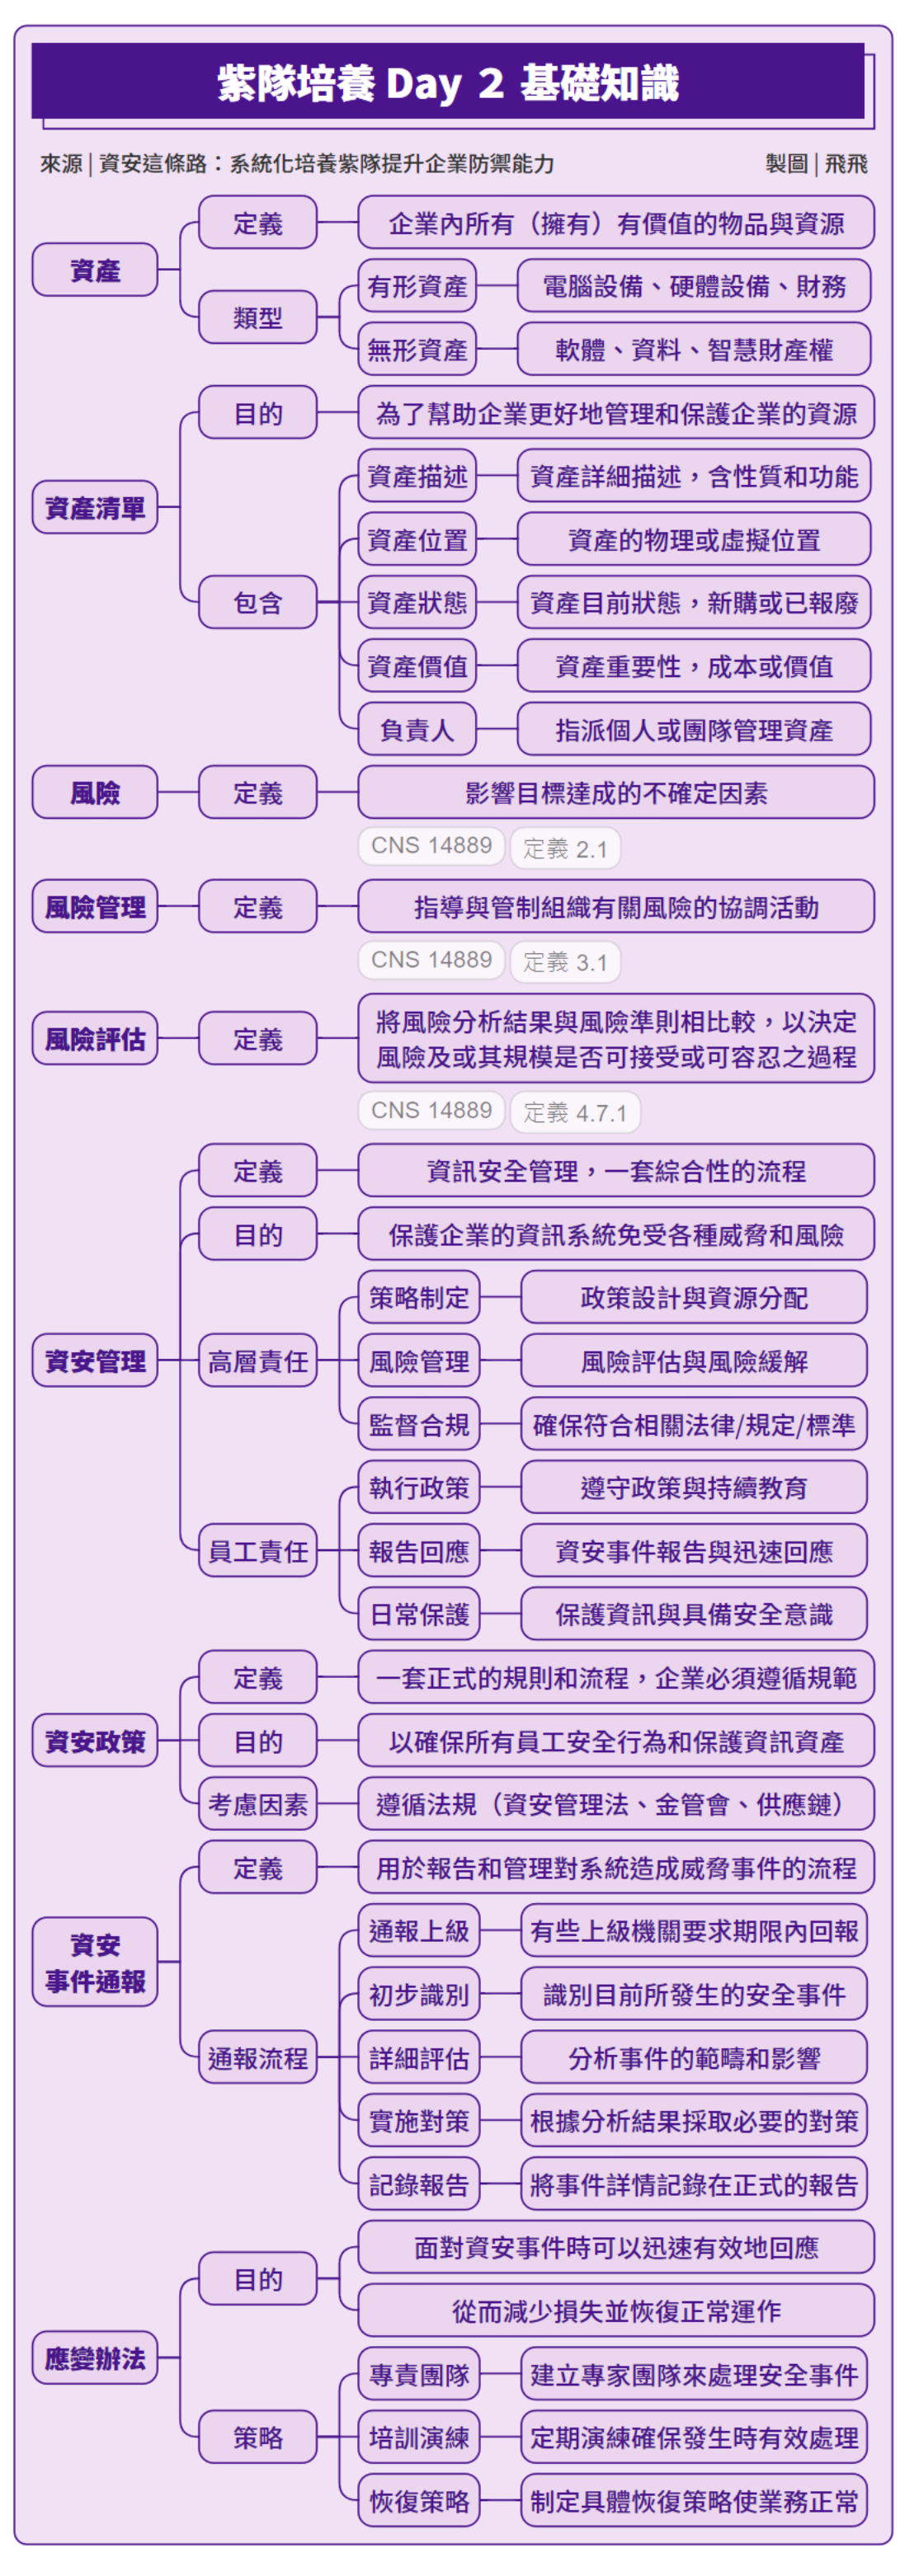 紫隊培養 Day 2 基礎知識
來源 | 資安這條路：系統化培養紫隊提升企業防禦能力
製圖 | 飛飛
資產
定義
企業內所有（擁有）有價值的物品與資源
類型
有形資產
電腦設備、硬體設備、財務
無形資產
軟體、資料、智慧財產權
資產清單
目的
為了幫助企業更好地管理和保護企業的資源
包含
資產描述
資產詳細描述，含性質和功能
資產位置
資產的物理或虛擬位置
資產狀態
資產目前狀態，新購或已報廢
資產價值
資產重要性，成本或價值
負責人
指派個人或團隊管理資產
風險
定義
影響目標達成的不確定因素
CNS 14889
定義 2.1
風險管理
定義
指導與管制組織有關風險的協調活動
CNS 14889
定義 3.1
風險評估
定義
將風險分析結果與風險準則相比較，以決定
風險及或其規模是否可接受或可容忍之過程
CNS 14889
定義 4.7.1
資安管理
定義
資訊安全管理，一套綜合性的流程
目的
保護企業的資訊系統免受各種威脅和風險
高層責任
策略制定
政策設計與資源分配
風險管理
風險評估與風險緩解
監督合規
確保符合相關法律/規定/標準
員工責任
執行政策
遵守政策與持續教育
報告回應
資安事件報告與迅速回應
日常保護
保護資訊與具備安全意識
資安政策
定義
一套正式的規則和流程，企業必須遵循規範
目的
以確保所有員工安全行為和保護資訊資產
考慮因素
遵循法規（資安管理法、金管會、供應鏈）
資安
事件通報
定義
用於報告和管理對系統造成威脅事件的流程
通報流程
通報上級
有些上級機關要求期限內回報
初步識別
識別目前所發生的安全事件
詳細評估
分析事件的範疇和影響
實施對策
根據分析結果採取必要的對策
記錄報告
將事件詳情記錄在正式的報告
應變辦法
目的
面對資安事件時可以迅速有效地回應
從而減少損失並恢復正常運作
策略
專責團隊
建立專家團隊來處理安全事件
培訓演練
定期演練確保發生時有效處理
恢復策略
制定具體恢復策略使業務正常